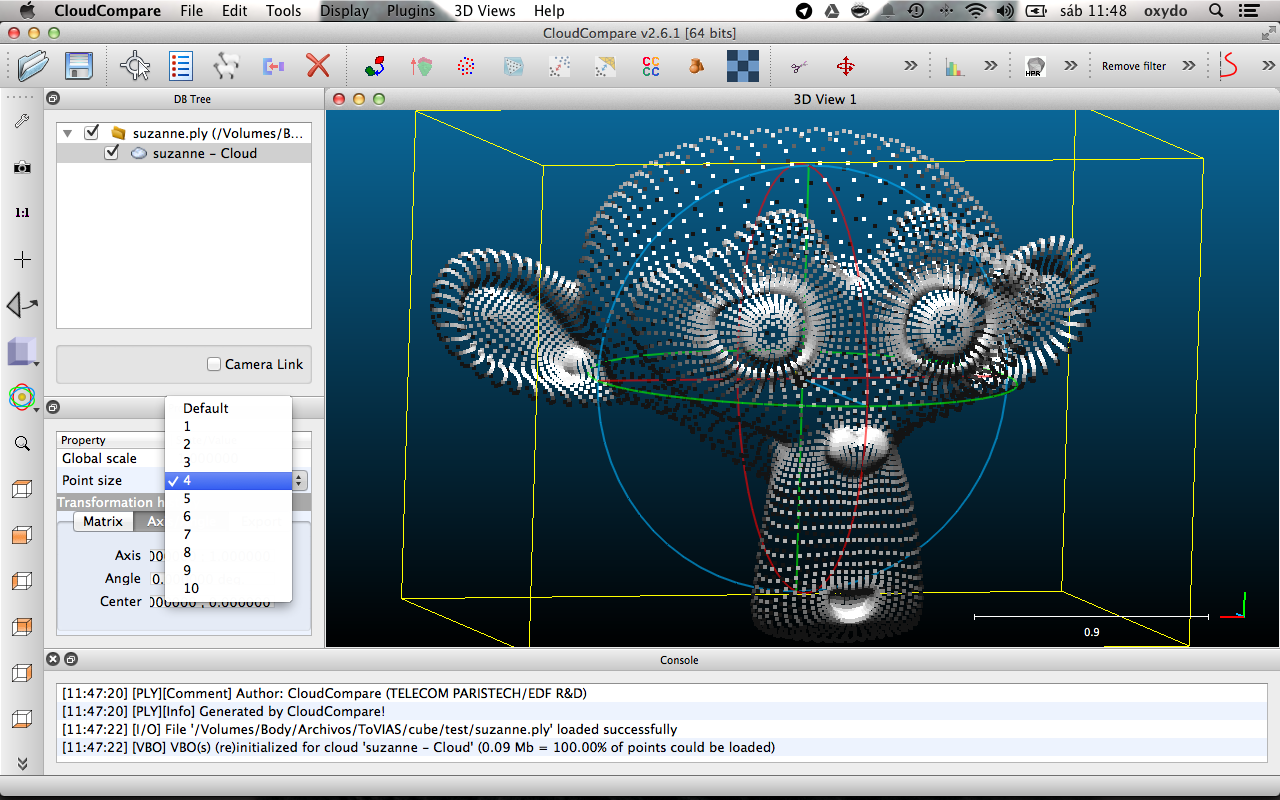 CloudCompare File Edit Tools Display Plugins 3D Views Help sáb 11:48 oxydo
CloudCompare v2.6.1 [64 bits]
CC
CC
HPR
Remove filter
DB Tree
3D View 1
suzanne.ply (/Volumes/B...
suzanne – Cloud
1:1
Camera Link
Default
1
2
3
4
5
6
7
8
9
10
Property
Global scale
Point size
Transformation h
Matrix
Ax
Axis
Angle 0.
Center 000000 ; 0.000000
0.9
Console
[11:47:20] [PLY][Comment] Author: CloudCompare (TELECOM PARISTECH/EDF R&D)
[11:47:20] [PLY][Info] Generated by CloudCompare!
[11:47:22] [I/O] File '/Volumes/Body/Archivos/ToVIAS/cube/test/suzanne.ply' loaded successfully
[11:47:22] [VBO] VBO(s) (re)initialized for cloud 'suzanne – Cloud' (0.09 Mb = 100.00% of points could be loaded)